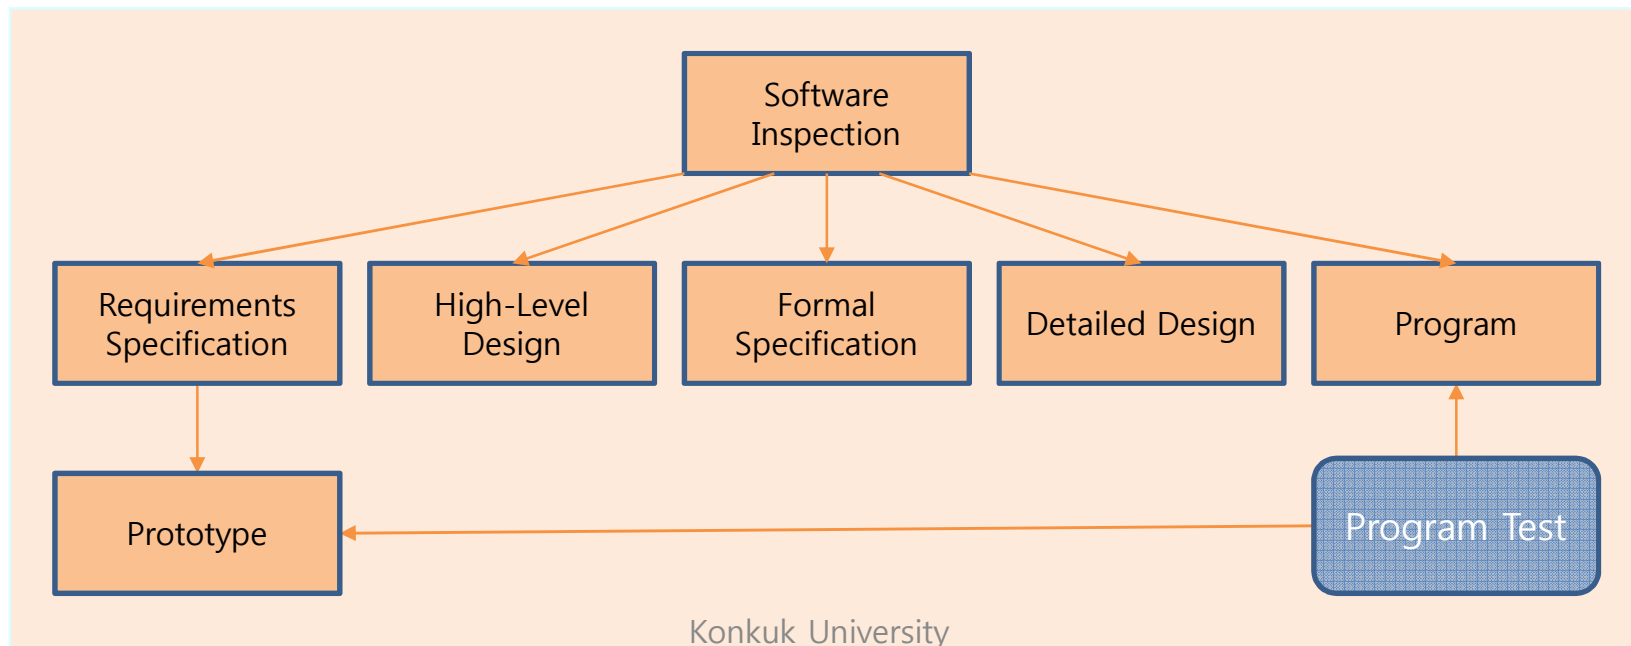 Software
Inspection
Requirements
Specification
High-Level
Design
Formal
Specification
Detailed Design
Program
Prototype
Program Test
Konkuk University